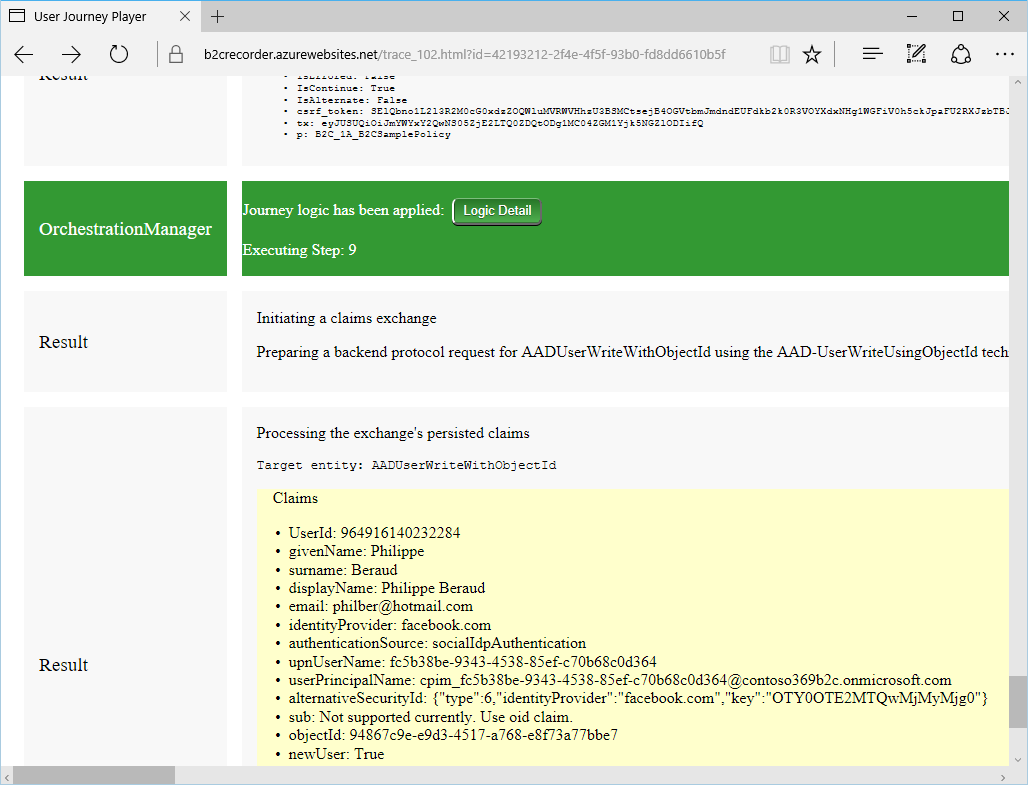 User Journey Player
b2crecorder.azurewebsites.net/trace_102.html?id=42193212-2f4e-4f5f-93b0-fd8dd6610b5f
Result
• IsErrored: False
• IsContinue: True
• IsAlternate: False
• csrf_token:
• tx:
• p: B2C_1A_B2CSamplePolicy
OrchestrationManager
Journey logic has been applied: Logic Detail
Executing Step: 9
Result
Initiating a claims exchange
Preparing a backend protocol request for AADUserWriteWithObjectId using the AAD-UserWriteUsingObjectId tech
Processing the exchange's persisted claims
Target entity: AADUserWriteWithObjectId
Claims
• UserId: 964916140232284
• givenName: Philippe
• surname: Beraud
• displayName: Philippe Beraud
• email: philber@hotmail.com
• identityProvider: facebook.com
• authenticationSource: socialIdpAuthentication
Result
• upnUserName: fc5b38be-9343-4538-85ef-c70b68c0d364
• userPrincipalName: cpim_fc5b38be-9343-4538-85ef-c70b68c0d364@contoso369b2c.onmicrosoft.com
• alternativeSecurityId: {"type":6,"identityProvider":"facebook.com","key":"OTY0OTE2MTQwMjMyMjg0"}
• sub: Not supported currently. Use oid claim.
• objectId: 94867c9e-e9d3-4517-a768-e8f73a77bbe7
• newUser: True